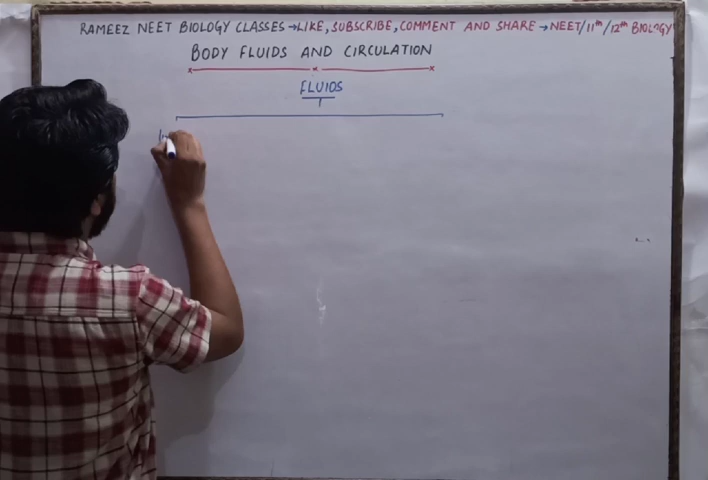 RAMEEZ NEET BIOLOGY CLASSES → LIKE, SUBSCRIBE, COMMENT AND SHARE → NEET/11th/12th BIOLOGY
BODY FLUIDS AND CIRCULATION
FLUIDS